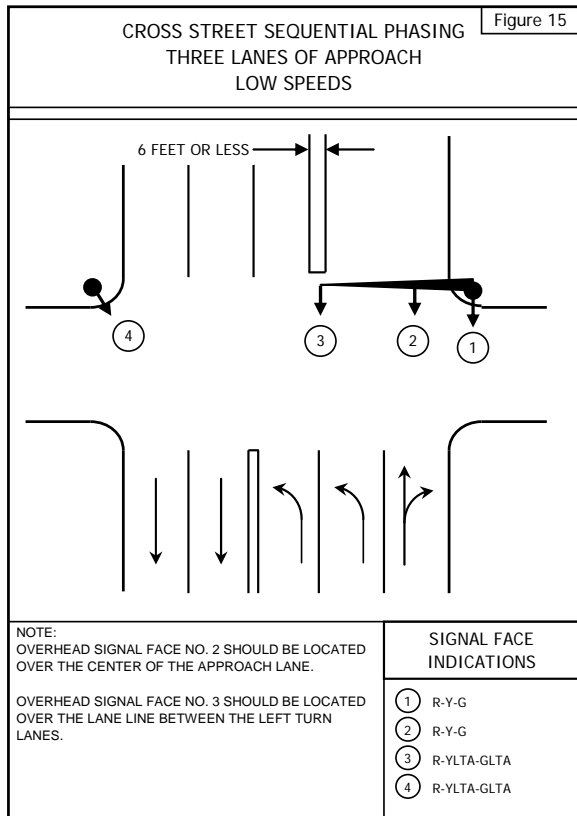 Figure 15
CROSS STREET SEQUENTIAL PHASING
THREE LANES OF APPROACH
LOW SPEEDS
6 FEET OR LESS
4
3
2
1
NOTE:
OVERHEAD SIGNAL FACE NO. 2 SHOULD BE LOCATED
OVER THE CENTER OF THE APPROACH LANE.
OVERHEAD SIGNAL FACE NO. 3 SHOULD BE LOCATED
OVER THE LANE LINE BETWEEN THE LEFT TURN
LANES.
SIGNAL FACE
INDICATIONS
1 R-Y-G
2 R-Y-G
3 R-YLTA-GLTA
4 R-YLTA-GLTA